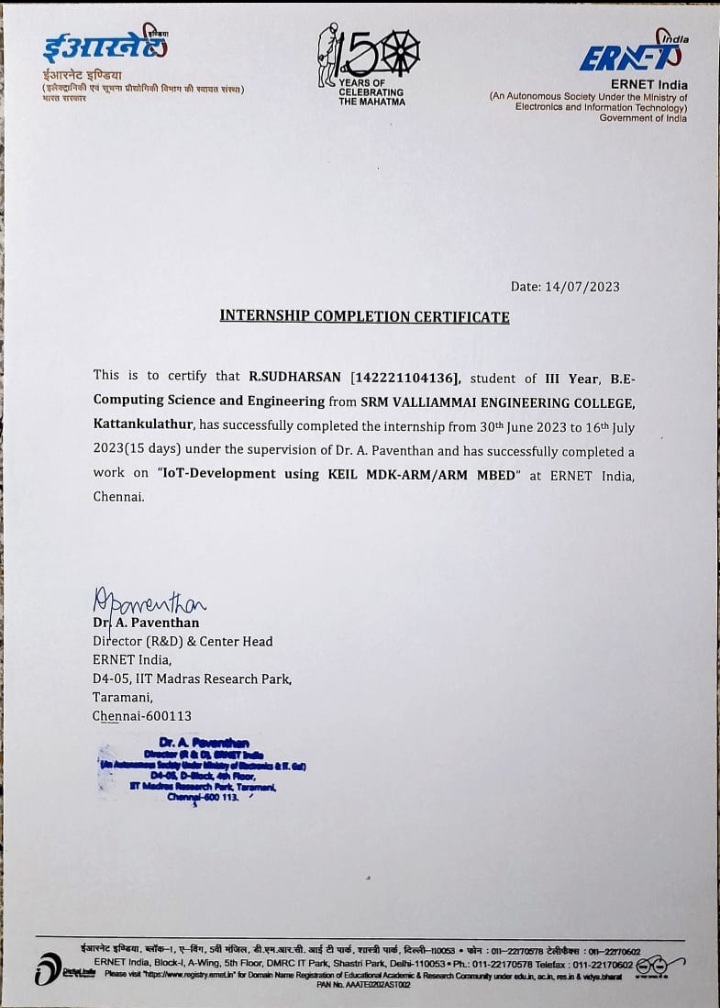 ईआरनेट
इण्डिया
ईआरनेट इण्डिया
(इलेक्ट्रानिकी एवं सूचना प्रौद्योगिकी विभाग की स्वायत्त संस्था)
भारत सरकार
150
YEARS OF
CELEBRATING
THE MAHATMA
India
ERNET
ERNET India
(An Autonomous Society Under the Ministry of
Electronics and Information Technology)
Government of India
Date: 14/07/2023
INTERNSHIP COMPLETION CERTIFICATE
This is to certify that R.SUDHARSAN [142221104136], student of III Year, B.E-
Computing Science and Engineering from SRM VALLIAMMAI ENGINEERING COLLEGE,
Kattankulathur, has successfully completed the internship from 30th June 2023 to 16th July
2023(15 days) under the supervision of Dr. A. Paventhan and has successfully completed a
work on "IoT-Development using KEIL MDK-ARM/ARM MBED" at ERNET India,
Chennai.
Apaventhan
Dr. A. Paventhan
Director (R&D) & Center Head
ERNET India,
D4-05, IIT Madras Research Park,
Taramani,
Chennai-600113
Dr. A. Paventhan
Director (R & D), ERNET India
(An Autonomous Society Under Ministry of Electronics & IT. GoI)
D4-05, D-Block, 4th Floor,
IIT Madras Research Park, Taramani,
Chennai-600 113.
ईआरनेट इण्डिया, ब्लॉक-I, ए-विंग, 5वीं मंजिल, डी.एम.आर.सी. आई टी पार्क, शास्त्री पार्क, दिल्ली-110053 • फोन : 011-22170578 टेलीफैक्स : 011-22170602
ERNET India, Block-I, A-Wing, 5th Floor, DMRC IT Park, Shastri Park, Delhi-110053 • Ph.: 011-22170578 Telefax : 011-22170602
Digital India
Please visit "https://www.registry.ernet.in" for Domain Name Registration of Educational Academic & Research Community under edu.in, ac.in, res.in & vidya.bharat
PAN No. AAATE0202AST002